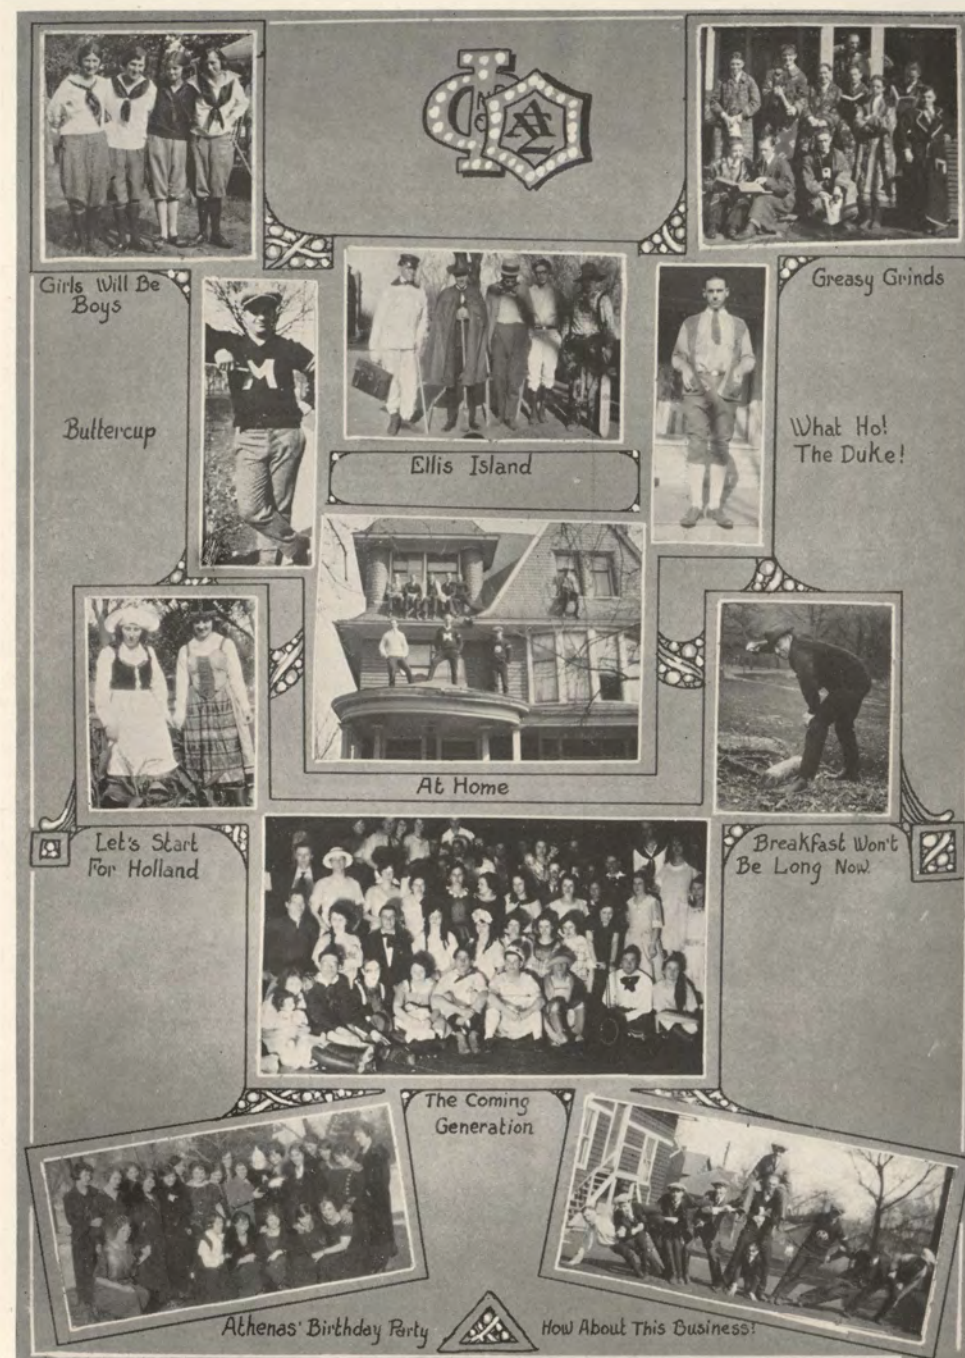 Girls Will Be
Boys
Greasy Grinds
M
Buttercup
Ellis Island
What Ho!
The Duke!
At Home
Let's Start
For Holland
Breakfast Won't
Be Long Now.
The Coming
Generation
Athenas' Birthday Party
How About This Business!